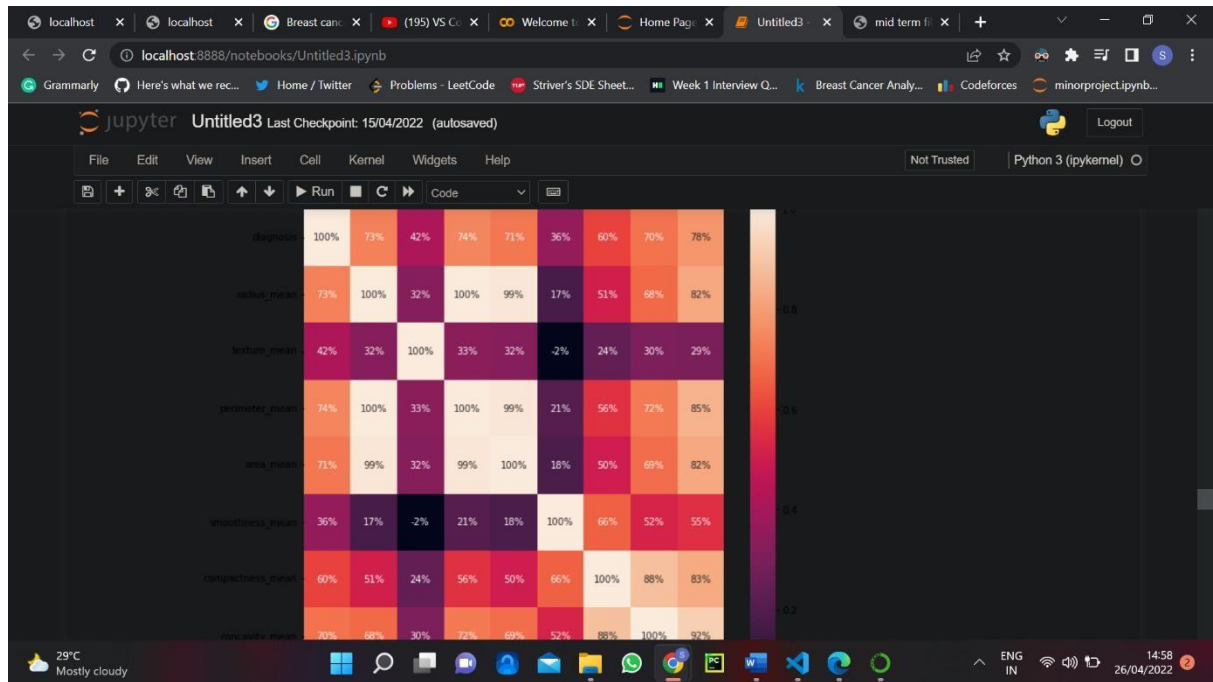 localhost localhost Breast canc (195) VS Co Welcome to Home Page Untitled3 - mid term fi
localhost:8888/notebooks/Untitled3.ipynb S
Grammarly Here's what we rec... Home / Twitter Problems - LeetCode Striver's SDE Sheet... Week 1 Interview Q... Breast Cancer Analy... Codeforces minorproject.ipynb...
jupyter Untitled3 Last Checkpoint: 15/04/2022 (autosaved) Logout
File Edit View Insert Cell Kernel Widgets Help Not Trusted Python 3 (ipykernel)
Run Code
diagnosis 100% 73% 42% 74% 71% 36% 60% 70% 78%
radius_mean 73% 100% 32% 100% 99% 17% 51% 68% 82%
0.8
texture_mean 42% 32% 100% 33% 32% -2% 24% 30% 29%
perimeter_mean 74% 100% 33% 100% 99% 21% 56% 72% 85%
0.6
area_mean 71% 99% 32% 99% 100% 18% 50% 69% 82%
smoothness_mean 36% 17% -2% 21% 18% 100% 66% 52% 55%
0.4
compactness_mean 60% 51% 24% 56% 50% 66% 100% 88% 83%
0.2
concavity_mean 70% 68% 30% 72% 69% 52% 88% 100% 92%
29°C
Mostly cloudy
ENG
IN
14:58
26/04/2022
2